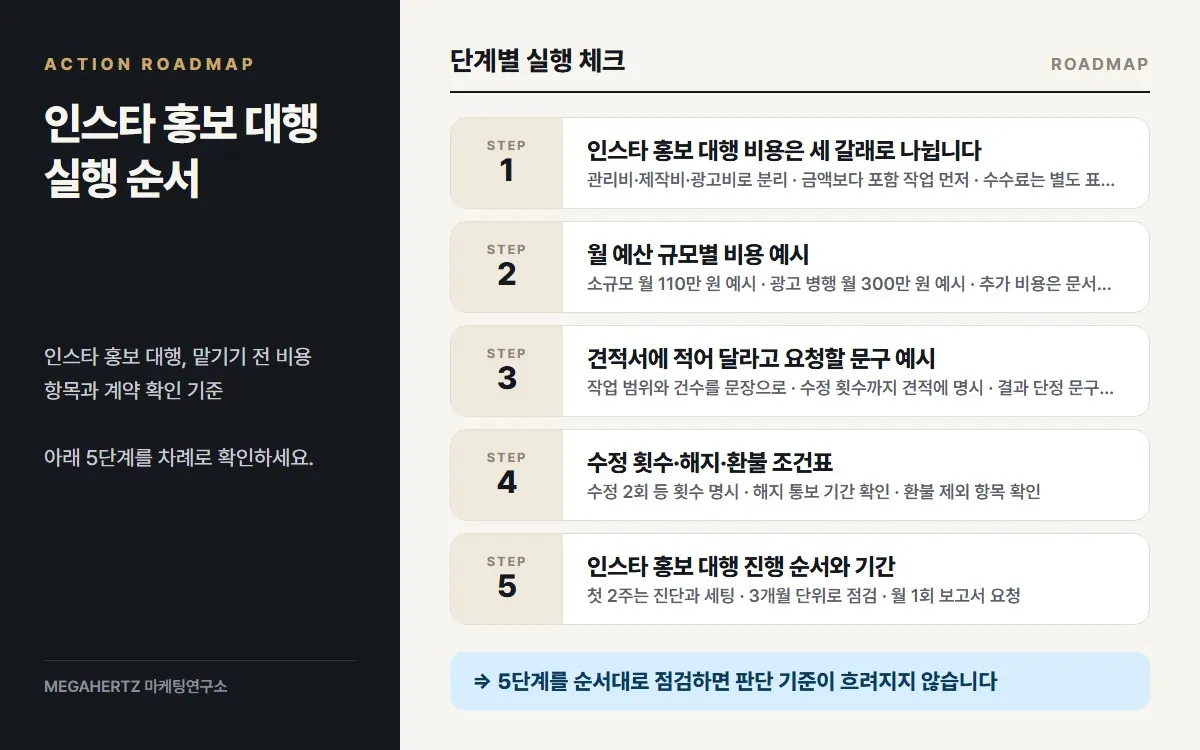 ACTION ROADMAP
인스타 홍보 대행
실행 순서
인스타 홍보 대행, 맡기기 전 비용
항목과 계약 확인 기준
아래 5단계를 차례로 확인하세요.
MEGAHERTZ 마케팅연구소
단계별 실행 체크
ROADMAP
STEP
1
인스타 홍보 대행 비용은 세 갈래로 나뉩니다
관리비·제작비·광고비로 분리 · 금액보다 포함 작업 먼저 · 수수료는 별도 표...
STEP
2
월 예산 규모별 비용 예시
소규모 월 110만 원 예시 · 광고 병행 월 300만 원 예시 · 추가 비용은 문서...
STEP
3
견적서에 적어 달라고 요청할 문구 예시
작업 범위와 건수를 문장으로 · 수정 횟수까지 견적에 명시 · 결과 단정 문구...
STEP
4
수정 횟수·해지·환불 조건표
수정 2회 등 횟수 명시 · 해지 통보 기간 확인 · 환불 제외 항목 확인
STEP
5
인스타 홍보 대행 진행 순서와 기간
첫 2주는 진단과 세팅 · 3개월 단위로 점검 · 월 1회 보고서 요청
→ 5단계를 순서대로 점검하면 판단 기준이 흐려지지 않습니다